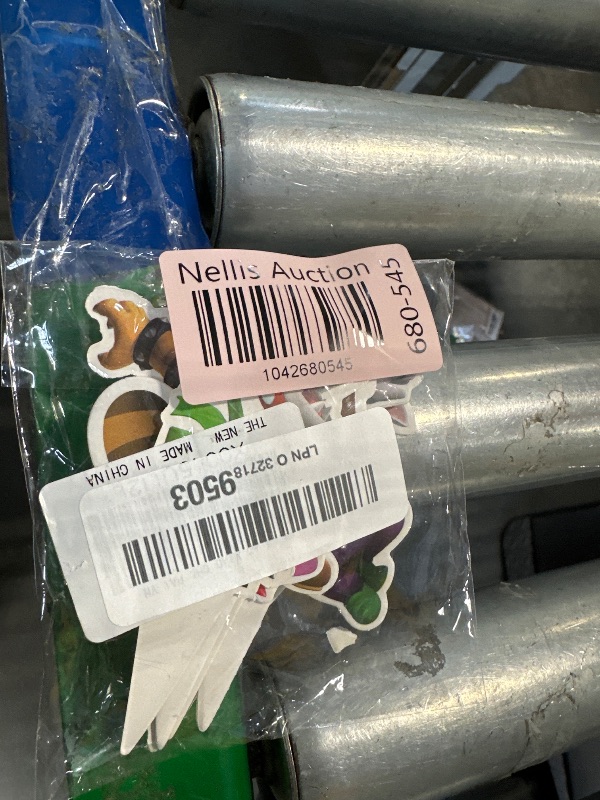 Nellis Auction
1042680545
680-545
THE NEW
MADE IN CHINA
LPN O 32718
9503